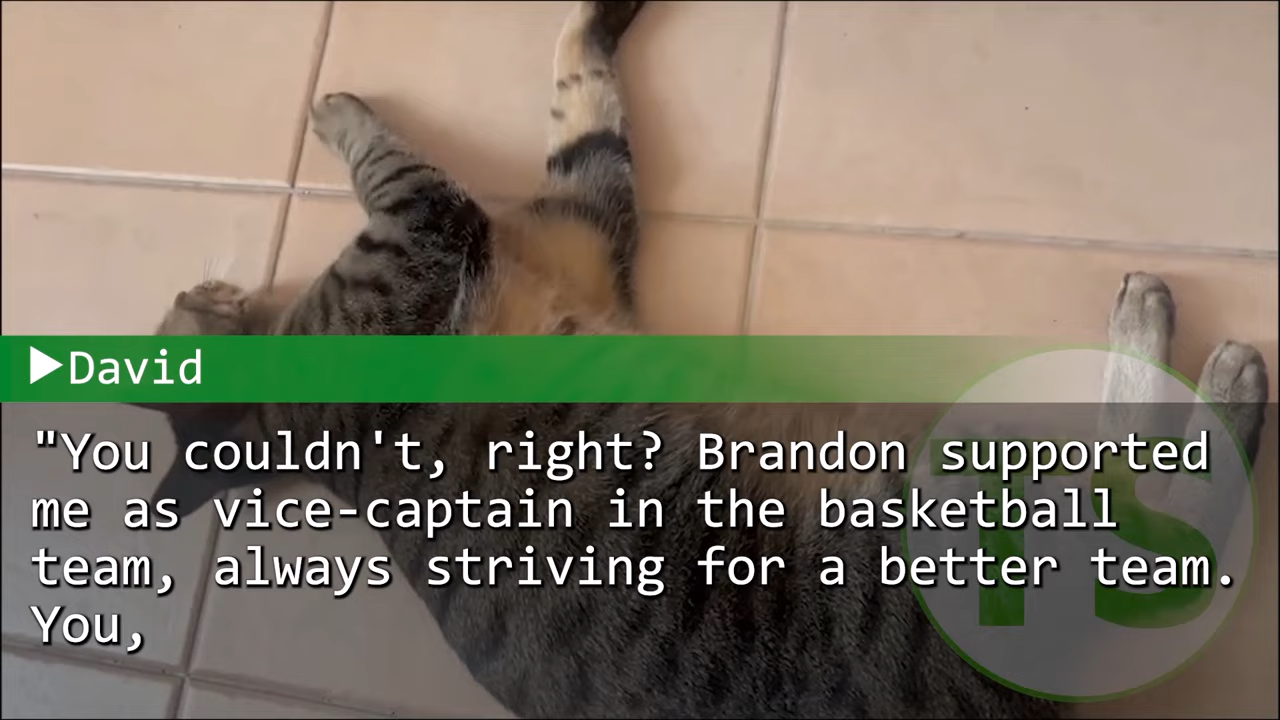 ▶David
"You couldn't, right? Brandon supported
me as vice-captain in the basketball
team, always striving for a better team.
You,
TS